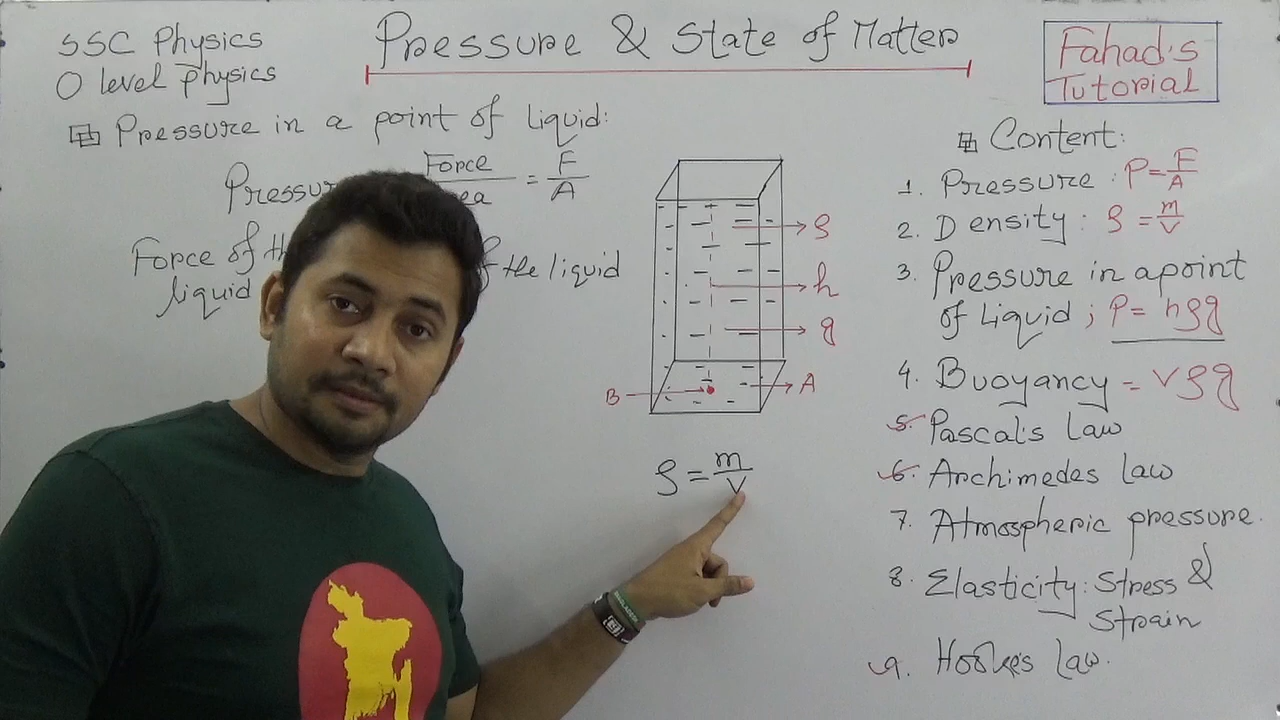 SSC Physics
O level physics
Pressure & State of Matter
Fahad's
Tutorial
Pressure in a point of liquid:
Force
= F/A
Force of
liquid
the liquid
ρ
h
g
B
A
ρ = m/V
Content:
1. Pressure : P = F/A
2. Density : ρ = m/V
3. Pressure in a point
of Liquid ; P = hρg
4. Buoyancy = Vρg
5. Pascal's law
6. Archimedes law
7. Atmospheric pressure.
8. Elasticity: Stress &
Strain
9. Hooke's law.